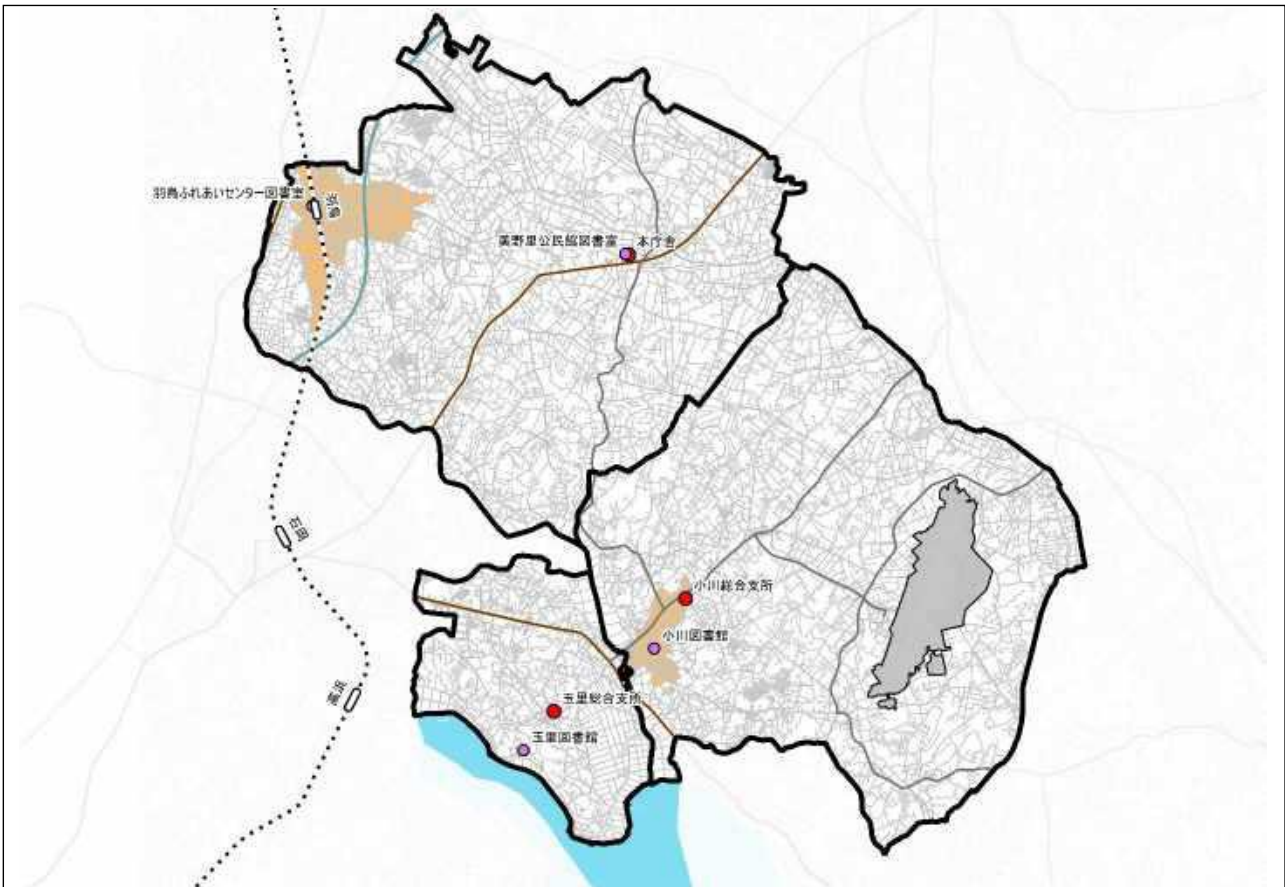 羽鳥ふれあいセンター図書室
羽鳥
美野里公民館図書室
本庁舎
石岡
小川総合支所
小川図書館
高浜
玉里総合支所
玉里図書館